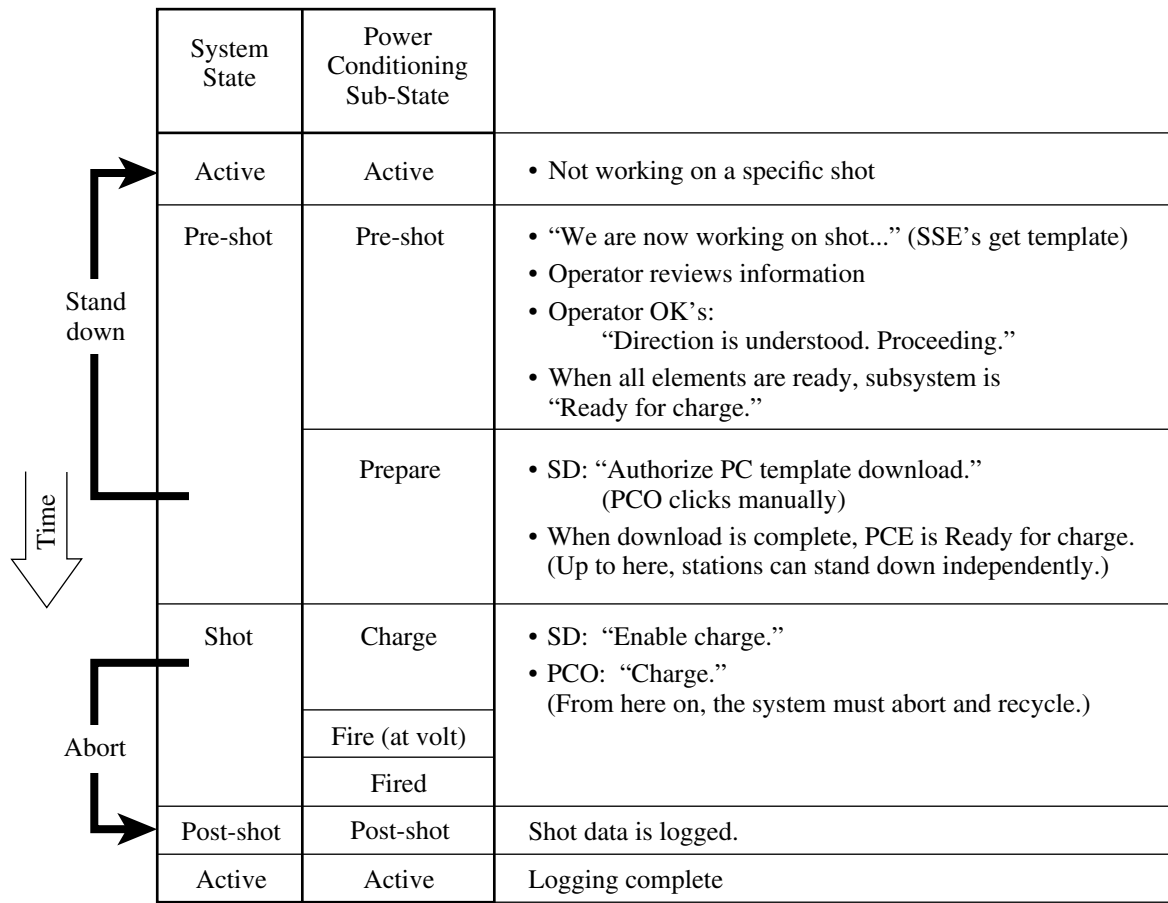 System
State
Power
Conditioning
Sub-State
Active
Active
• Not working on a specific shot
Pre-shot
Pre-shot
• “We are now working on shot...” (SSE's get template)
• Operator reviews information
• Operator OK's:
“Direction is understood. Proceeding.”
• When all elements are ready, subsystem is
“Ready for charge.”
Stand
down
Prepare
• SD: “Authorize PC template download.”
(PCO clicks manually)
• When download is complete, PCE is Ready for charge.
(Up to here, stations can stand down independently.)
Time
Shot
Charge
• SD: “Enable charge.”
• PCO: “Charge.”
(From here on, the system must abort and recycle.)
Abort
Fire (at volt)
Fired
Post-shot
Post-shot
Shot data is logged.
Active
Active
Logging complete